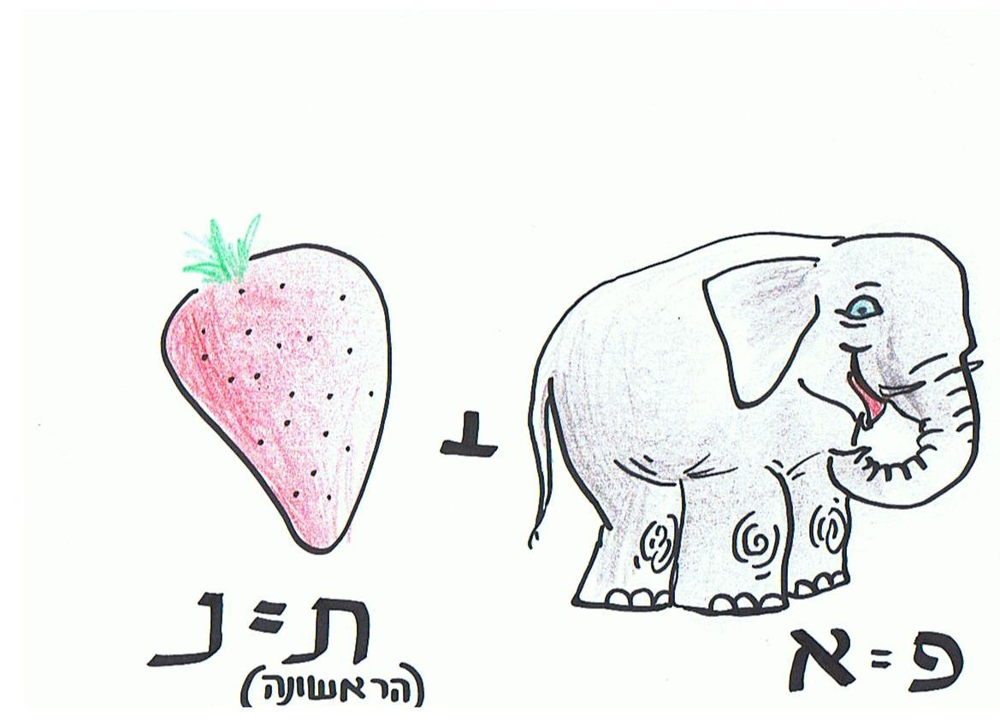 ﬩
פ = א
ת = נ
(הראשונה)